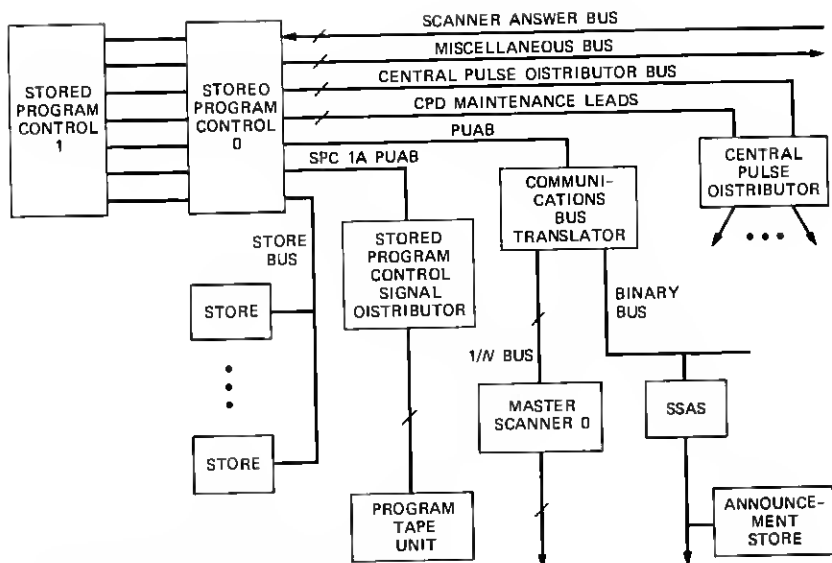 SCANNER ANSWER BUS
MISCELLANEOUS BUS
CENTRAL PULSE OISTRIBUTOR BUS
CPD MAINTENANCE LEADS
PUAB
SPC 1A PUAB
STORED
PROGRAM
CONTROL
1
STOREO
PROGRAM
CONTROL
0
CENTRAL
PULSE
OISTRIBUTOR
COMMUNI-
CATIONS
BUS
TRANSLATOR
STORED
PROGRAM
CONTROL
SIGNAL
OISTRIBUTOR
STORE
BUS
BINARY
BUS
STORE
1/N BUS
MASTER
SCANNER 0
SSAS
STORE
PROGRAM
TAPE
UNIT
ANNOUNCE-
MENT
STORE